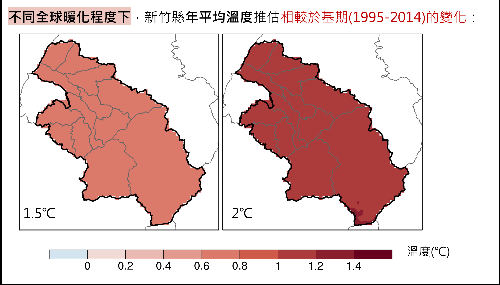 不同全球暖化程度下，新竹縣年平均溫度推估相較於基期(1995-2014)的變化：
1.5°C
2°C
0 0.2 0.4 0.6 0.8 1 1.2 1.4 溫度(°C)